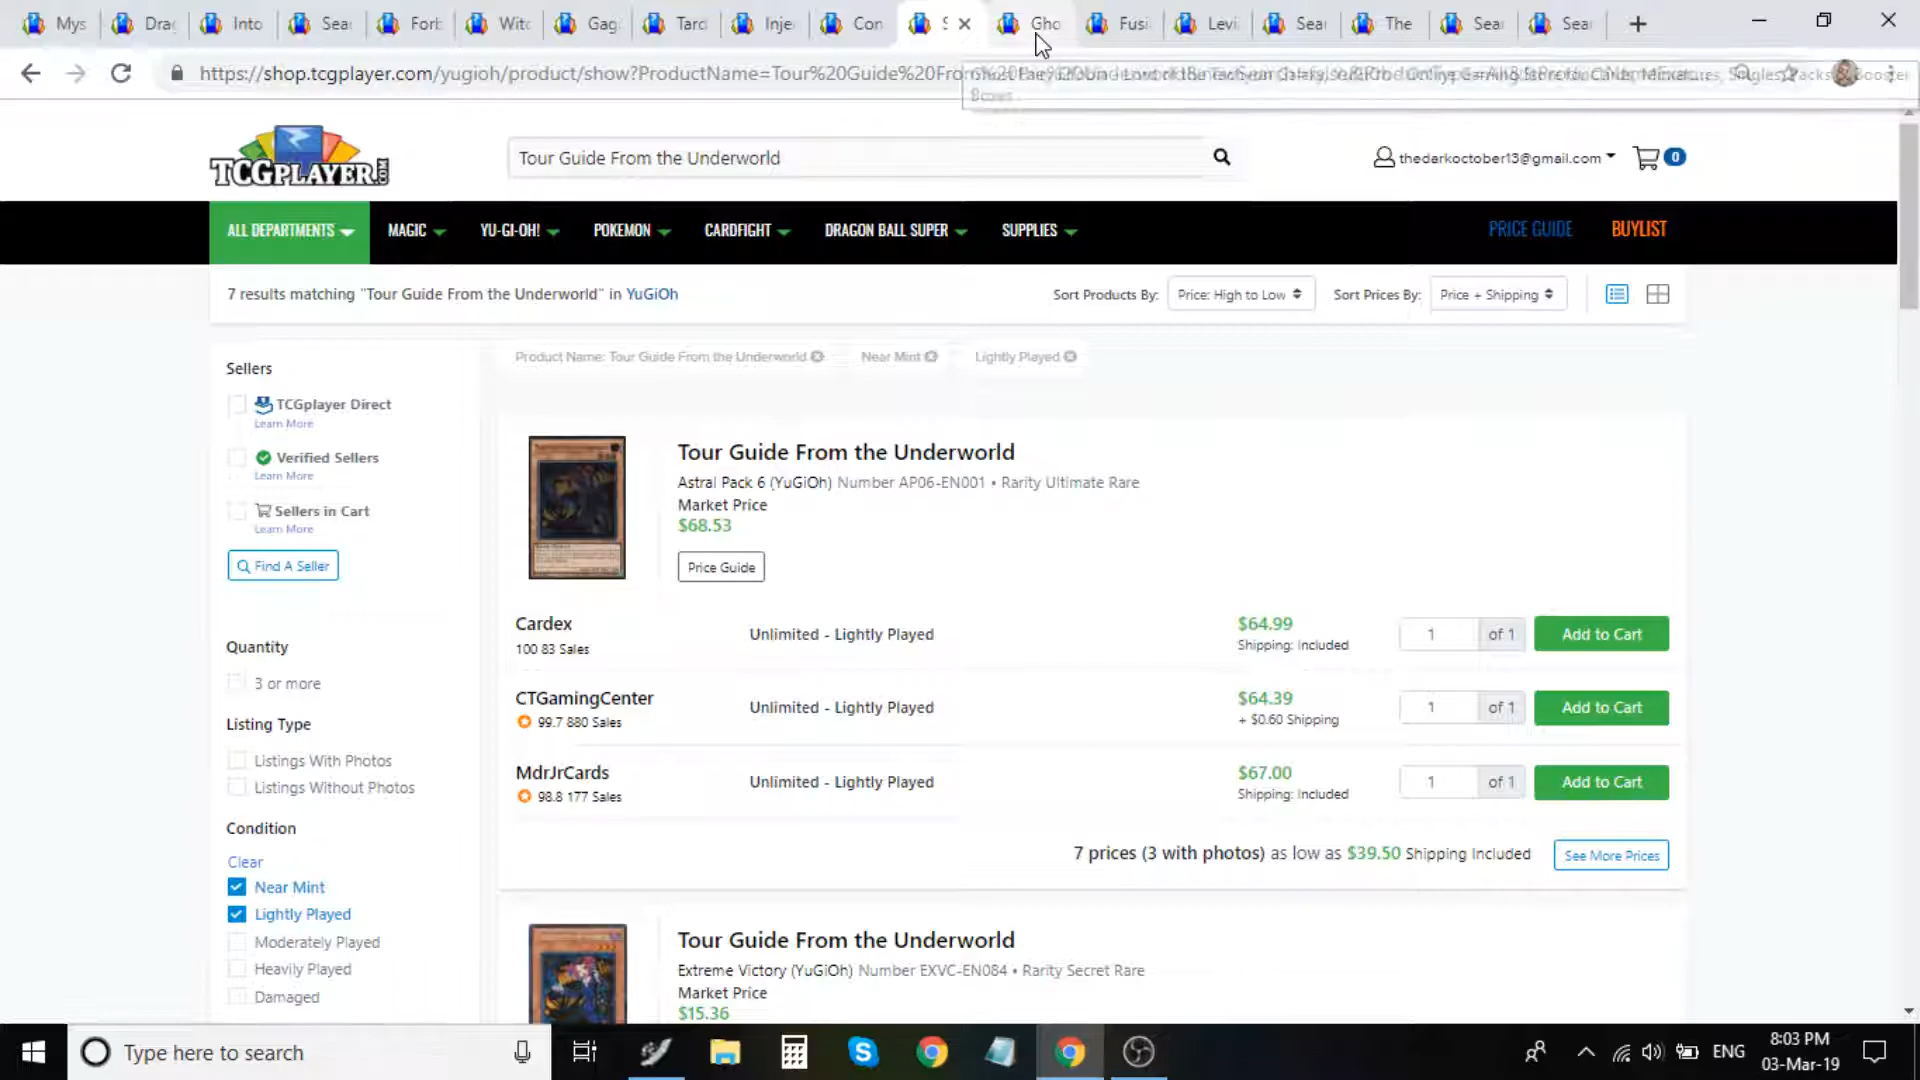 Mys Drag Into Sear Forb Witc Gag Tard Inje Con S Gho Fusi Levi Sea The Sea Sea
https://shop.tcgplayer.com/yugioh/product/show?ProductName=Tour%20Guide%20Fro
Boxes
TCGPLAYER.COM
Tour Guide From the Underworld
thedarkoctober13@gmail.com
0
ALL DEPARTMENTS MAGIC YU-GI-OH! POKEMON CARDFIGHT DRAGON BALL SUPER SUPPLIES PRICE GUIDE BUYLIST
7 results matching "Tour Guide From the Underworld" in YuGiOh
Sort Products By: Price: High to Low Sort Prices By: Price + Shipping
Product Name: Tour Guide From the Underworld Near Mint Lightly Played
Sellers
TCGplayer Direct
Learn More
Verified Sellers
Learn More
Sellers in Cart
Learn More
Find A Seller
Quantity
3 or more
Listing Type
Listings With Photos
Listings Without Photos
Condition
Clear
Near Mint
Lightly Played
Moderately Played
Heavily Played
Damaged
Tour Guide From the Underworld
Astral Pack 6 (YuGiOh) Number AP06-EN001 • Rarity Ultimate Rare
Market Price
$68.53
Price Guide
Cardex
100 83 Sales
Unlimited - Lightly Played
$64.99
Shipping: Included
1 of 1 Add to Cart
CTGamingCenter
99.7 880 Sales
Unlimited - Lightly Played
$64.39
+ $0.60 Shipping
1 of 1 Add to Cart
MdrJrCards
98.8 177 Sales
Unlimited - Lightly Played
$67.00
Shipping: Included
1 of 1 Add to Cart
7 prices (3 with photos) as low as $39.50 Shipping Included See More Prices
Tour Guide From the Underworld
Extreme Victory (YuGiOh) Number EXVC-EN084 • Rarity Secret Rare
Market Price
$15.36
Type here to search
ENG
8:03 PM
03-Mar-19